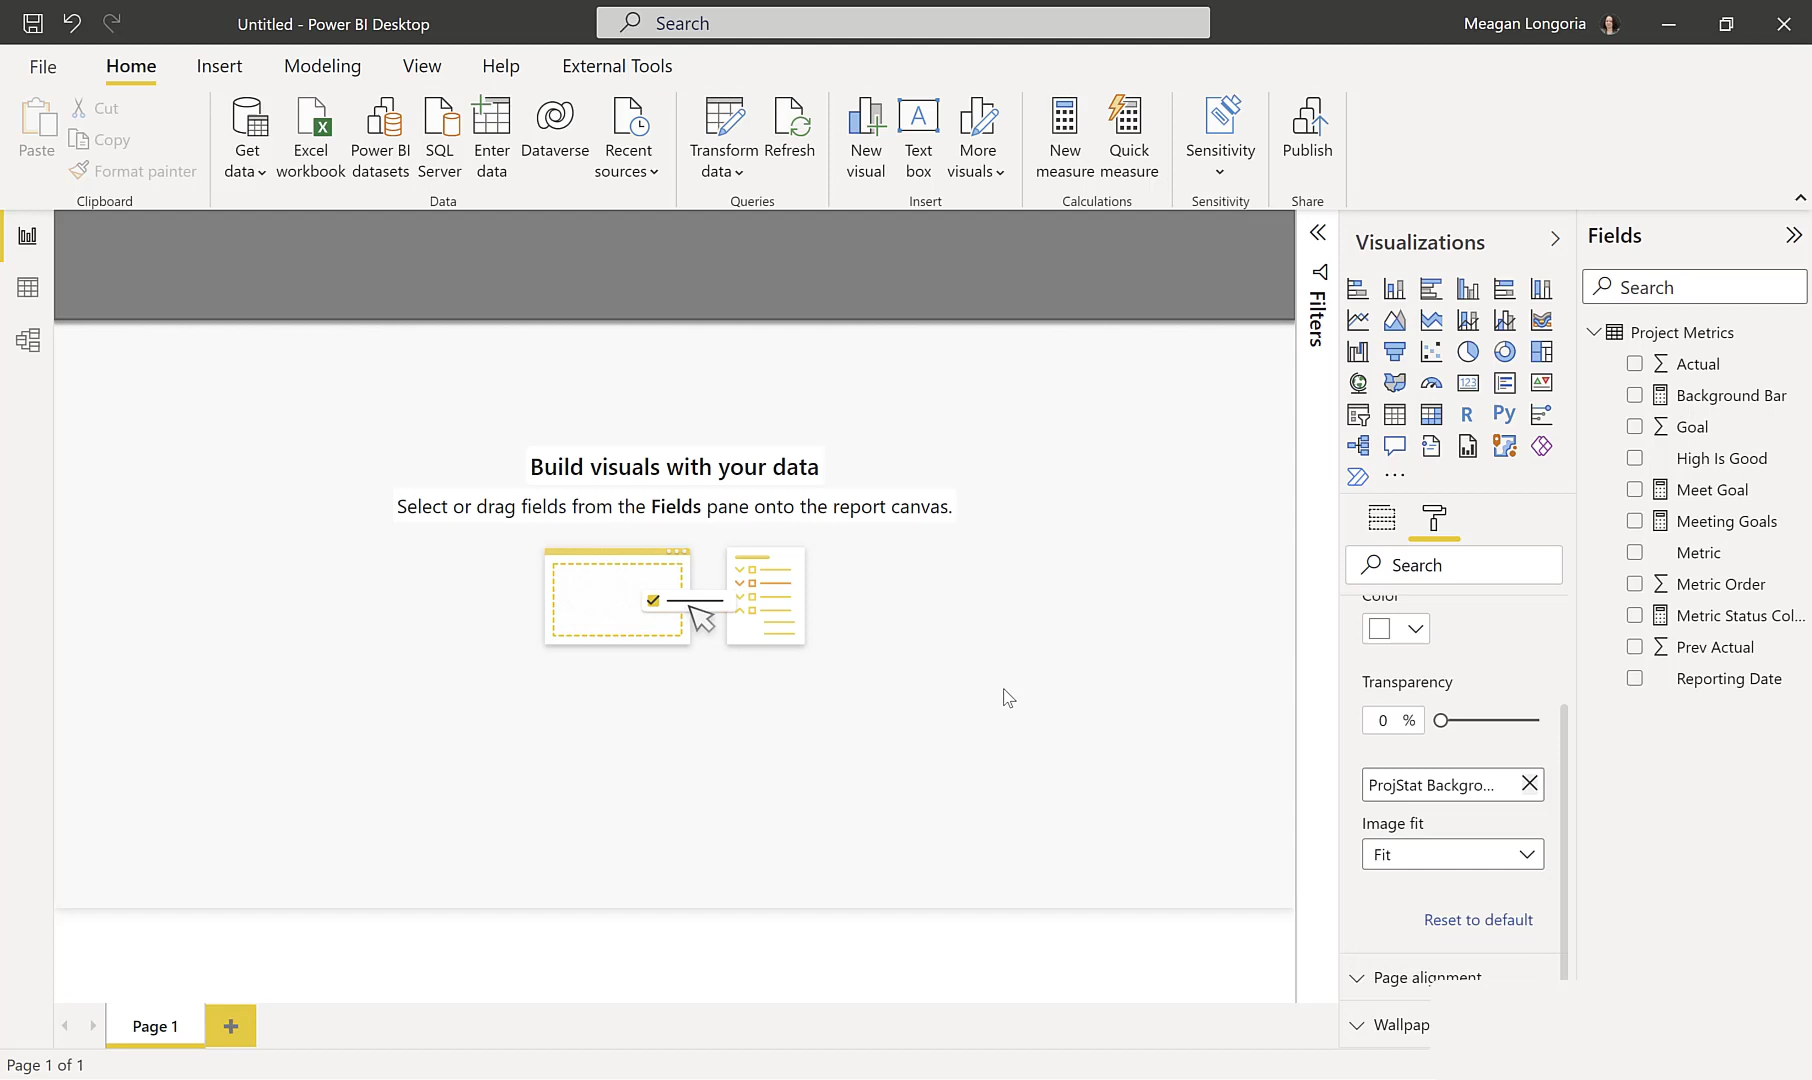 Untitled - Power BI Desktop
Search
Meagan Longoria
File
Home
Insert
Modeling
View
Help
External Tools
Paste
Cut
Copy
Format painter
Clipboard
Get
data
Excel
workbook
Power BI
datasets
SQL
Server
Enter
data
Dataverse
Recent
sources
Data
Transform
data
Refresh
Queries
New
visual
A
Text
box
More
visuals
Insert
New
measure
Quick
measure
Calculations
Sensitivity
Sensitivity
Publish
Share
Build visuals with your data
Select or drag fields from the Fields pane onto the report canvas.
Filters
Visualizations
123
R
Py
Search
Color
Transparency
0 %
ProjStat Backgro...
Image fit
Fit
Reset to default
Page alignment
Wallpap
Fields
Search
Project Metrics
Actual
Background Bar
Goal
High Is Good
Meet Goal
Meeting Goals
Metric
Metric Order
Metric Status Col...
Prev Actual
Reporting Date
Page 1
Page 1 of 1